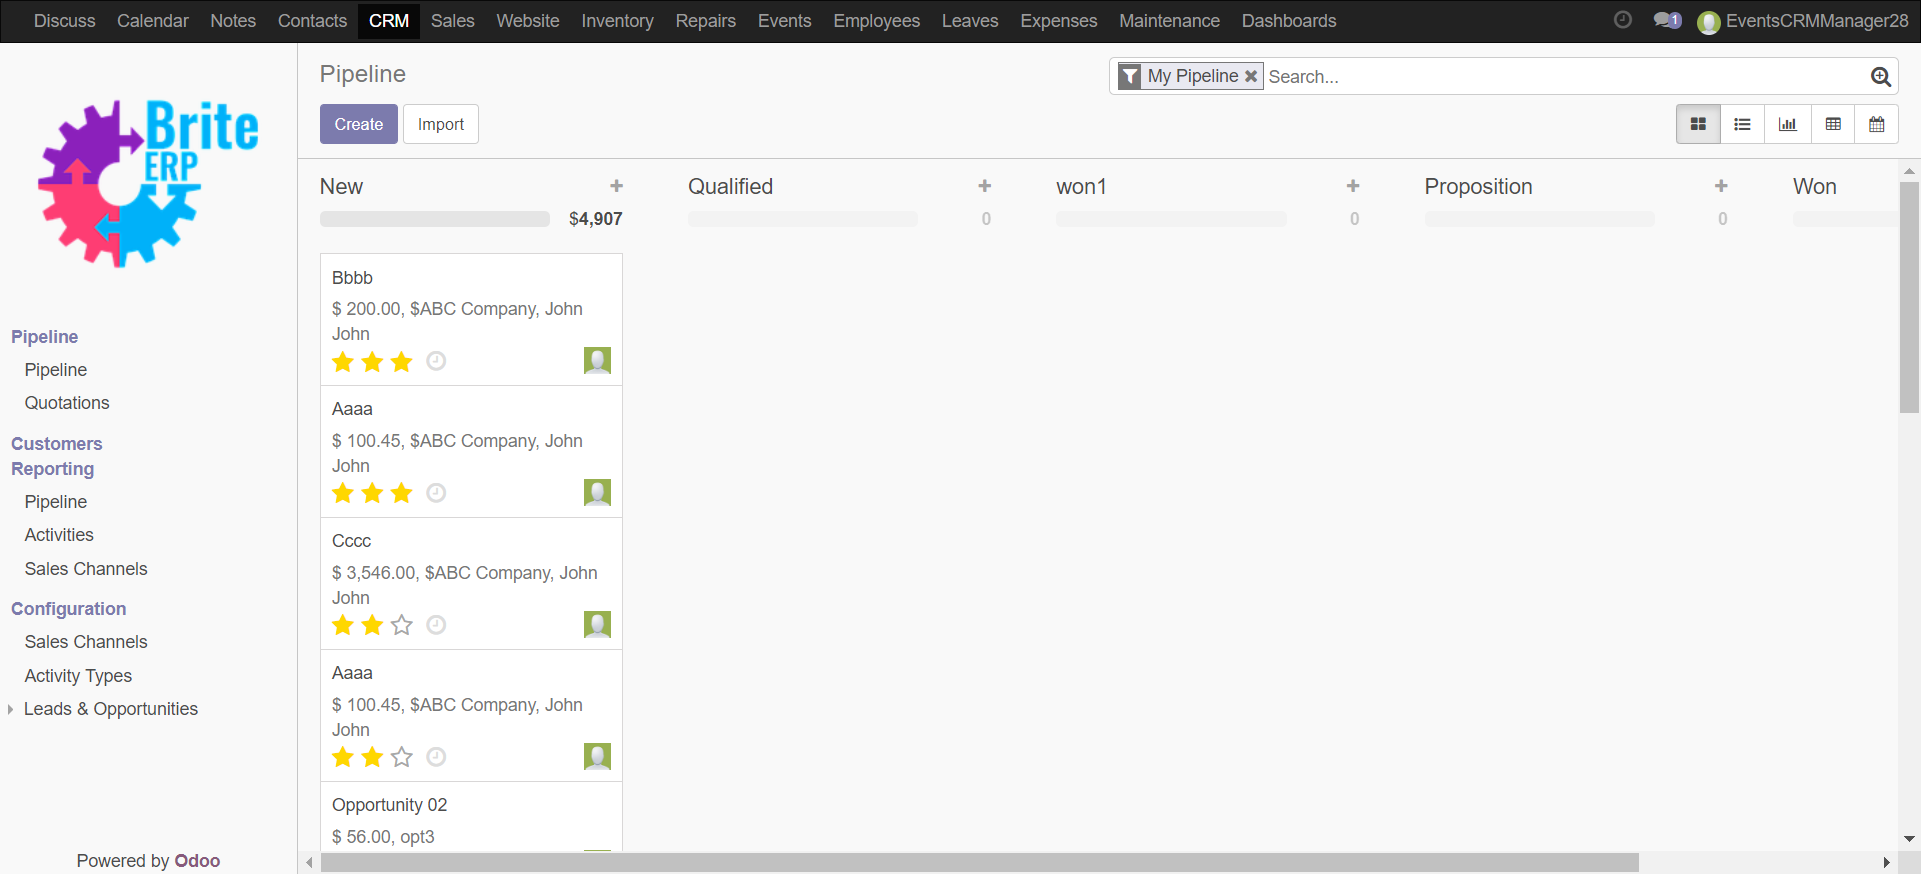 Discuss Calendar Notes Contacts CRM Sales Website Inventory Repairs Events Employees Leaves Expenses Maintenance Dashboards 1 EventsCRMManager28
Brite
ERP
Pipeline
Pipeline
Quotations
Customers
Reporting
Pipeline
Activities
Sales Channels
Configuration
Sales Channels
Activity Types
Leads & Opportunities
Powered by Odoo
Pipeline
My Pipeline Search...
Create Import
New Qualified won1 Proposition Won
$4,907 0 0 0
Bbbb
$ 200.00, $ABC Company, John
John
Aaaa
$ 100.45, $ABC Company, John
John
Cccc
$ 3,546.00, $ABC Company, John
John
Aaaa
$ 100.45, $ABC Company, John
John
Opportunity 02
$ 56.00, opt3